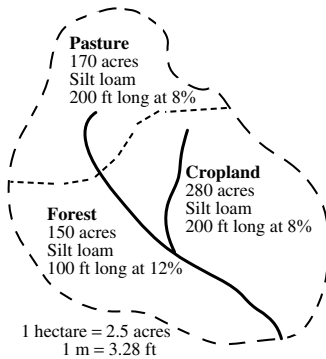 Pasture
170 acres
Silt loam
200 ft long at 8%
Cropland
280 acres
Silt loam
200 ft long at 8%
Forest
150 acres
Silt loam
100 ft long at 12%
1 hectare = 2.5 acres
1 m = 3.28 ft